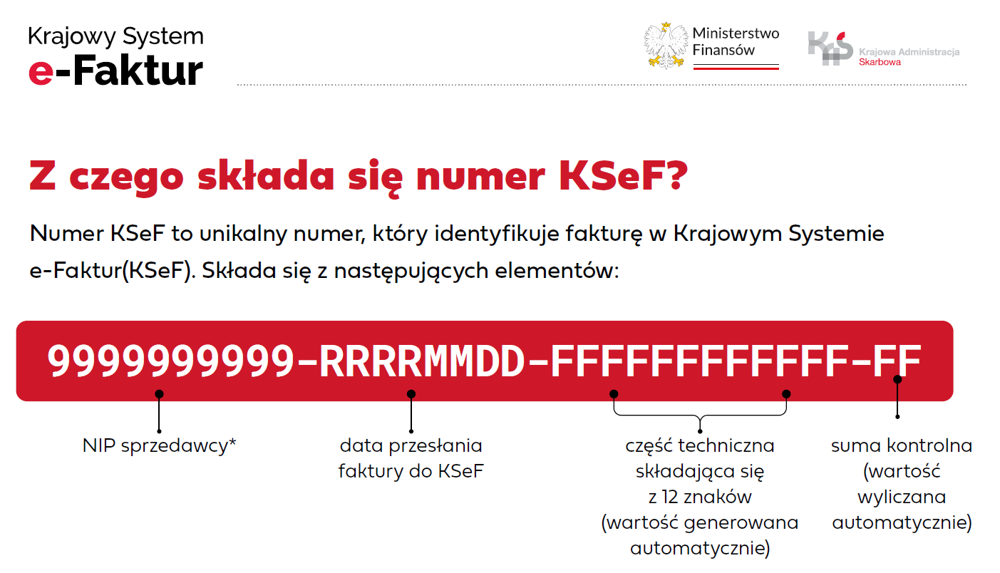 Krajowy System
e-Faktur
Ministerstwo
Finansów
KAS
Krajowa Administracja
Skarbowa
Z czego składa się numer KSeF?
Numer KSeF to unikalny numer, który identyfikuje fakturę w Krajowym Systemie
e-Faktur(KSeF). Składa się z następujących elementów:
9999999999-RRRRMMDD-FFFFFFFFFFFF-FF
NIP sprzedawcy*
data przesłania
faktury do KSeF
część techniczna
składająca się
z 12 znaków
(wartość generowana
automatycznie)
suma kontrolna
(wartość
wyliczana
automatycznie)